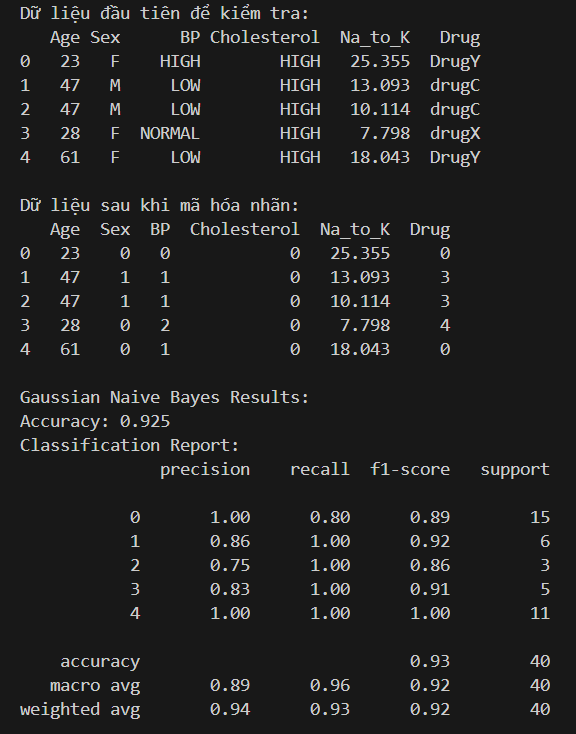 Dữ liệu đầu tiên để kiểm tra:
   Age Sex      BP Cholesterol  Na_to_K   Drug
0   23   F    HIGH        HIGH   25.355  DrugY
1   47   M     LOW        HIGH   13.093  drugC
2   47   M     LOW        HIGH   10.114  drugC
3   28   F  NORMAL        HIGH    7.798  drugX
4   61   F     LOW        HIGH   18.043  DrugY

Dữ liệu sau khi mã hóa nhãn:
   Age  Sex  BP  Cholesterol  Na_to_K  Drug
0   23    0   0            0   25.355     0
1   47    1   1            0   13.093     3
2   47    1   1            0   10.114     3
3   28    0   2            0    7.798     4
4   61    0   1            0   18.043     0

Gaussian Naive Bayes Results:
Accuracy: 0.925
Classification Report:
              precision    recall  f1-score   support

           0       1.00      0.80      0.89        15
           1       0.86      1.00      0.92         6
           2       0.75      1.00      0.86         3
           3       0.83      1.00      0.91         5
           4       1.00      1.00      1.00        11

    accuracy                           0.93        40
   macro avg       0.89      0.96      0.92        40
weighted avg       0.94      0.93      0.92        40